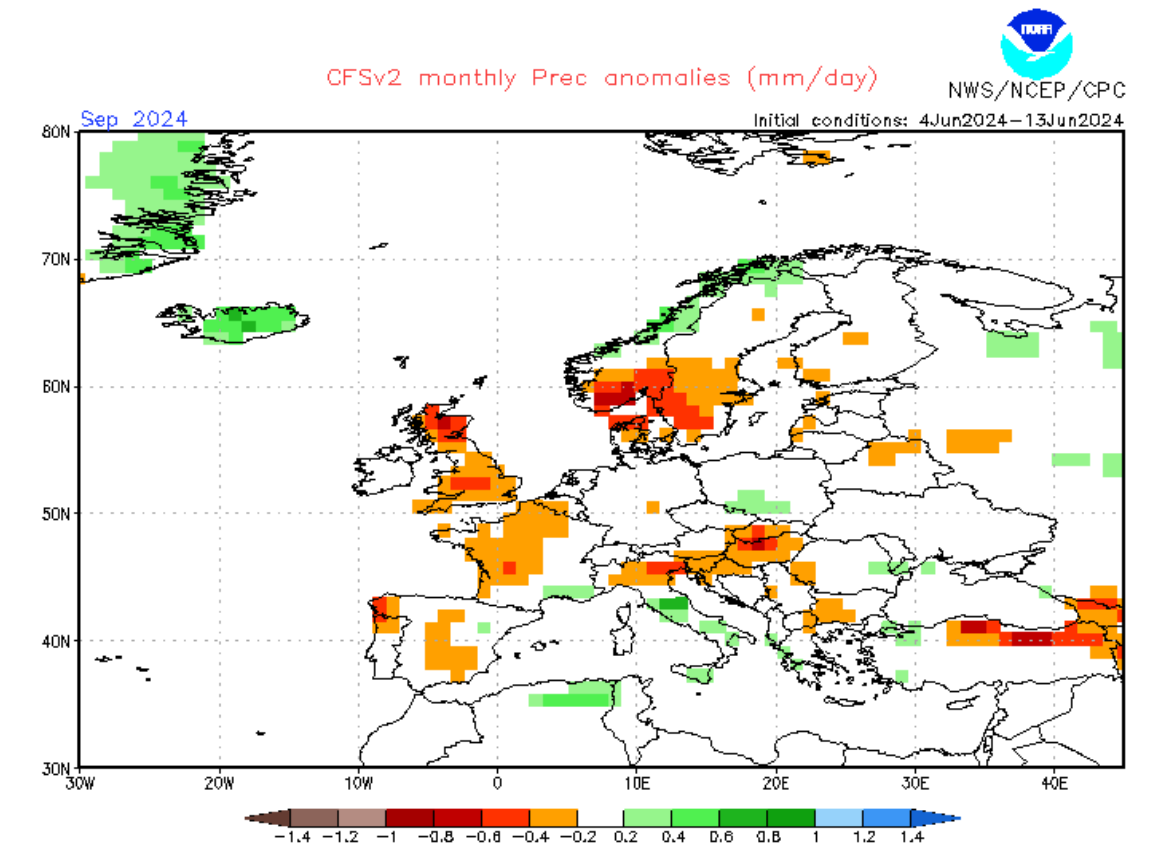 NOAA
CFSv2 monthly Prec anomalies (mm/day)
NWS/NCEP/CPC
Sep 2024
Initial conditions: 4Jun2024–13Jun2024
80N
70N
60N
50N
40N
30N
30W 20W 10W 0 10E 20E 30E 40E
−1.4 −1.2 −1 −0.8 −0.6 −0.4 −0.2 0.2 0.4 0.6 0.8 1 1.2 1.4